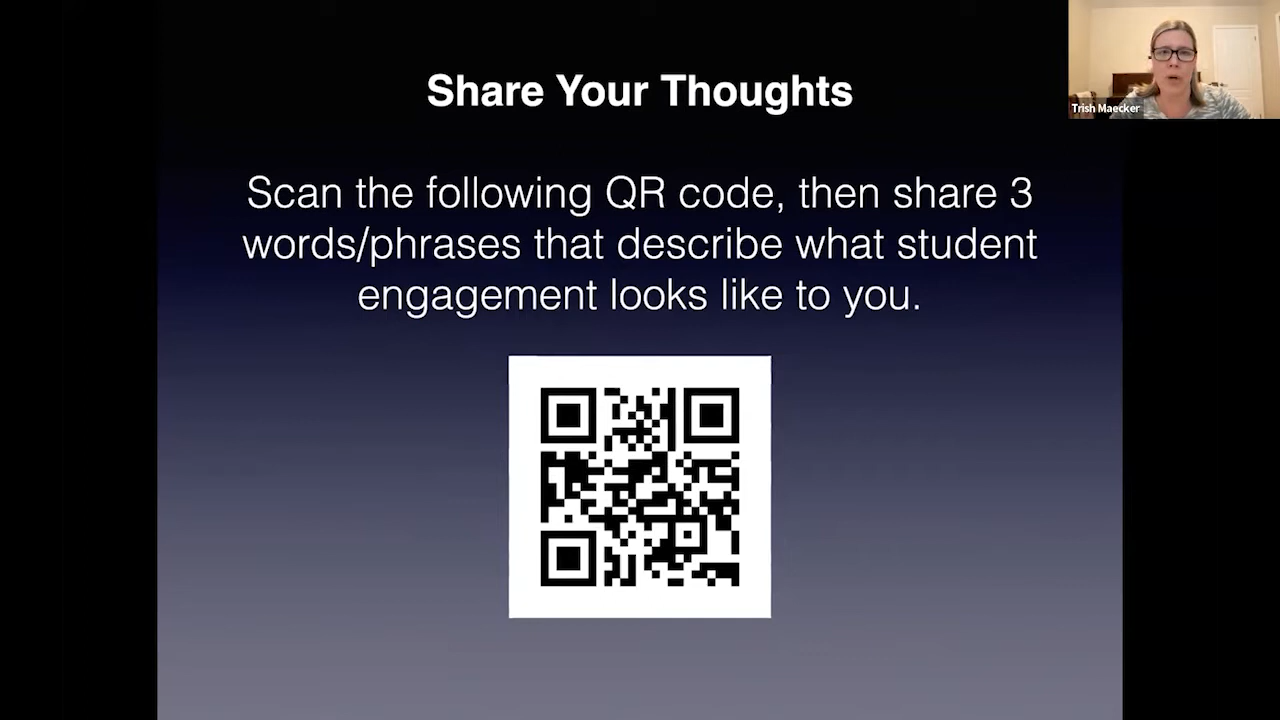 Share Your Thoughts
Scan the following QR code, then share 3
words/phrases that describe what student
engagement looks like to you.
Trish Maecker